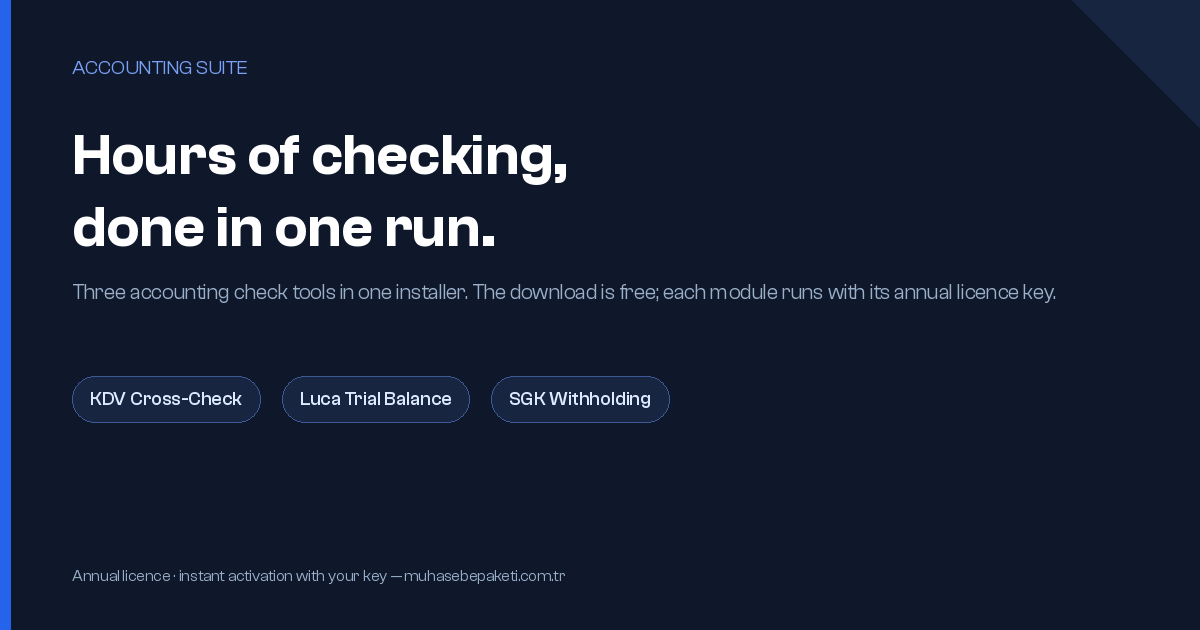 ACCOUNTING SUITE
Hours of checking,
done in one run.
Three accounting check tools in one installer. The download is free; each module runs with its annual licence key.
KDV Cross-Check
Luca Trial Balance
SGK Withholding
Annual licence · instant activation with your key — muhasebepaketi.com.tr